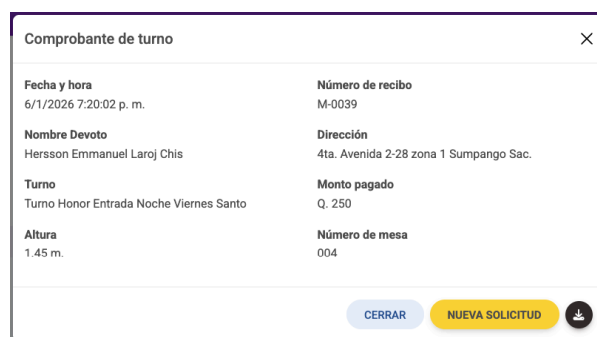 Comprobante de turno
Fecha y hora
6/1/2026 7:20:02 p. m.
Número de recibo
M-0039
Nombre Devoto
Hersson Emmanuel Laroj Chis
Dirección
4ta. Avenida 2-28 zona 1 Sumpango Sac.
Turno
Turno Honor Entrada Noche Viernes Santo
Monto pagado
Q. 250
Altura
1.45 m.
Número de mesa
004
CERRAR
NUEVA SOLICITUD